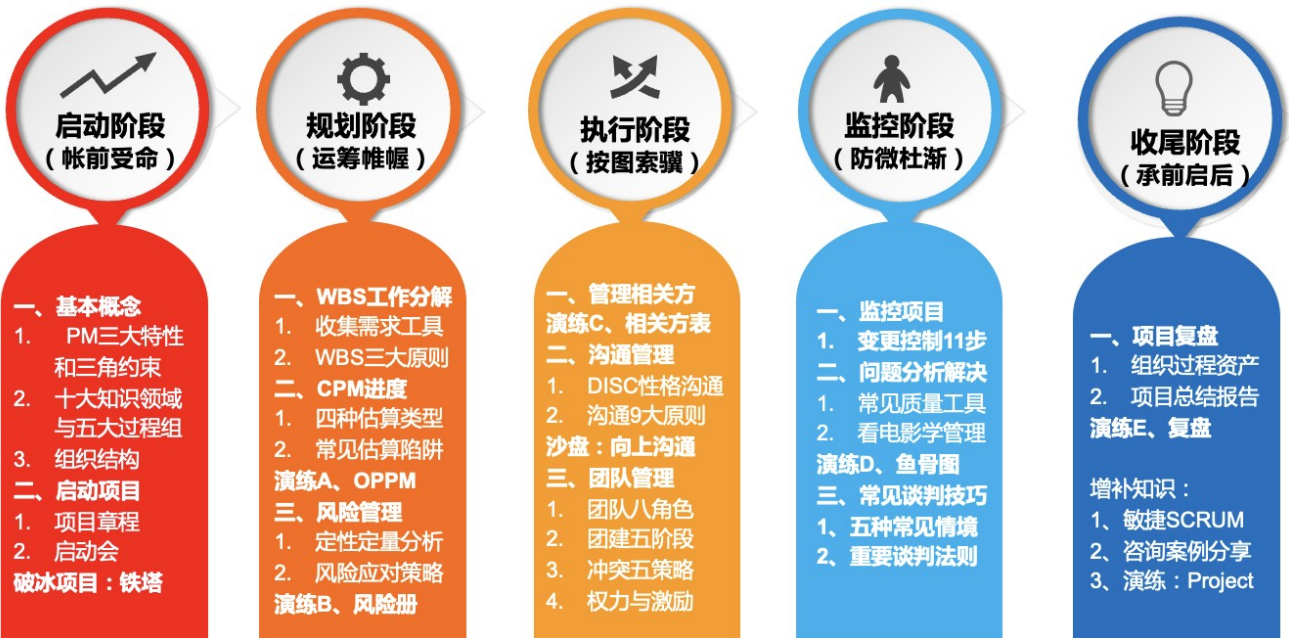 启动阶段
（帐前受命）
一、基本概念
1. PM三大特性
和三角约束
2. 十大知识领域
与五大过程组
3. 组织结构
二、启动项目
1. 项目章程
2. 启动会
破冰项目：铁塔
规划阶段
（运筹帷幄）
一、WBS工作分解
1. 收集需求工具
2. WBS三大原则
二、CPM进度
1. 四种估算类型
2. 常见估算陷阱
演练A、OPPM
三、风险管理
1. 定性定量分析
2. 风险应对策略
演练B、风险册
执行阶段
（按图索骥）
一、管理相关方
演练C、相关方表
二、沟通管理
1. DISC性格沟通
2. 沟通9大原则
沙盘：向上沟通
三、团队管理
1. 团队八角色
2. 团建五阶段
3. 冲突五策略
4. 权力与激励
监控阶段
（防微杜渐）
一、监控项目
1. 变更控制11步
二、问题分析解决
1. 常见质量工具
2. 看电影学管理
演练D、鱼骨图
三、常见谈判技巧
1、五种常见情境
2、重要谈判法则
收尾阶段
（承前启后）
一、项目复盘
1. 组织过程资产
2. 项目总结报告
演练E、复盘
增补知识：
1、敏捷SCRUM
2、咨询案例分享
3、演练：Project